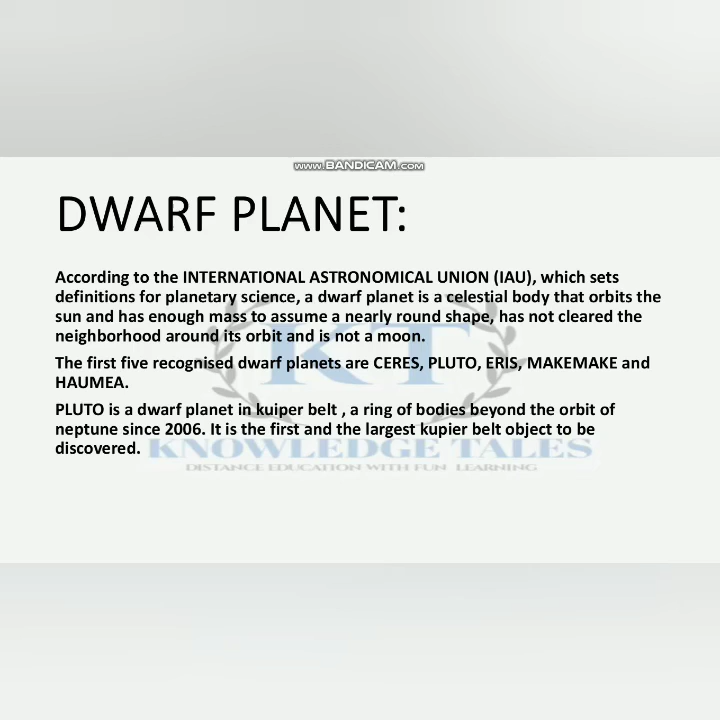 www.BANDICAM.com
DWARF PLANET:
According to the INTERNATIONAL ASTRONOMICAL UNION (IAU), which sets
definitions for planetary science, a dwarf planet is a celestial body that orbits the
sun and has enough mass to assume a nearly round shape, has not cleared the
neighborhood around its orbit and is not a moon.
The first five recognised dwarf planets are CERES, PLUTO, ERIS, MAKEMAKE and
HAUMEA.
PLUTO is a dwarf planet in kuiper belt , a ring of bodies beyond the orbit of
neptune since 2006. It is the first and the largest kupier belt object to be
discovered.
KT
KNOWLEDGE TALES
DISTANCE EDUCATION WITH FUN LEARNING